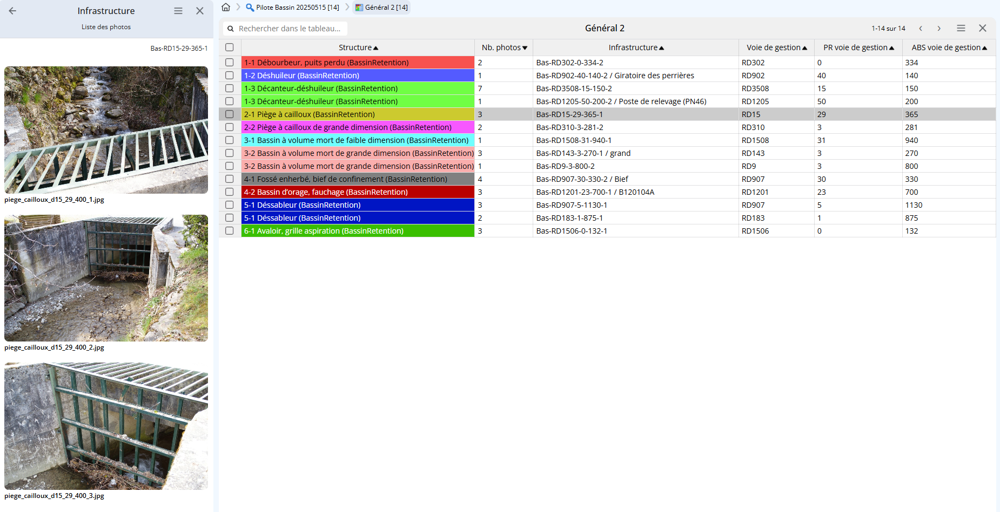 Infrastructure
Liste des photos
Bas-RD15-29-365-1
piege_cailloux_d15_29_400_1.jpg
piege_cailloux_d15_29_400_2.jpg
piege_cailloux_d15_29_400_3.jpg
Pilote Bassin 20250515 [14] Général 2 [14]
Rechercher dans le tableau... Général 2 1-14 sur 14
Structure▲ Nb. photos▼ Infrastructure▲ Voie de gestion▲ PR voie de gestion▲ ABS voie de gestion▲
1-1 Débourbeur, puits perdu (BassinRetention) 2 Bas-RD302-0-334-2 RD302 0 334
1-2 Déshuileur (BassinRetention) 1 Bas-RD902-40-140-2 / Giratoire des perrières RD902 40 140
1-3 Décanteur-déshuileur (BassinRetention) 7 Bas-RD3508-15-150-2 RD3508 15 150
1-3 Décanteur-déshuileur (BassinRetention) 1 Bas-RD1205-50-200-2 / Poste de relevage (PN46) RD1205 50 200
2-1 Piège à cailloux (BassinRetention) 3 Bas-RD15-29-365-1 RD15 29 365
2-2 Piège à cailloux de grande dimension (BassinRetention) 2 Bas-RD310-3-281-2 RD310 3 281
3-1 Bassin à volume mort de faible dimension (BassinRetention) 1 Bas-RD1508-31-940-1 RD1508 31 940
3-2 Bassin à volume mort de grande dimension (BassinRetention) 3 Bas-RD143-3-270-1 / grand RD143 3 270
3-2 Bassin à volume mort de grande dimension (BassinRetention) 1 Bas-RD9-3-800-2 RD9 3 800
4-1 Fossé enherbé, bief de confinement (BassinRetention) 4 Bas-RD907-30-330-2 / Bief RD907 30 330
4-2 Bassin d'orage, fauchage (BassinRetention) 3 Bas-RD1201-23-700-1 / B120104A RD1201 23 700
5-1 Déssableur (BassinRetention) 3 Bas-RD907-5-1130-1 RD907 5 1130
5-1 Déssableur (BassinRetention) 2 Bas-RD183-1-875-1 RD183 1 875
6-1 Avaloir, grille aspiration (BassinRetention) 3 Bas-RD1506-0-132-1 RD1506 0 132